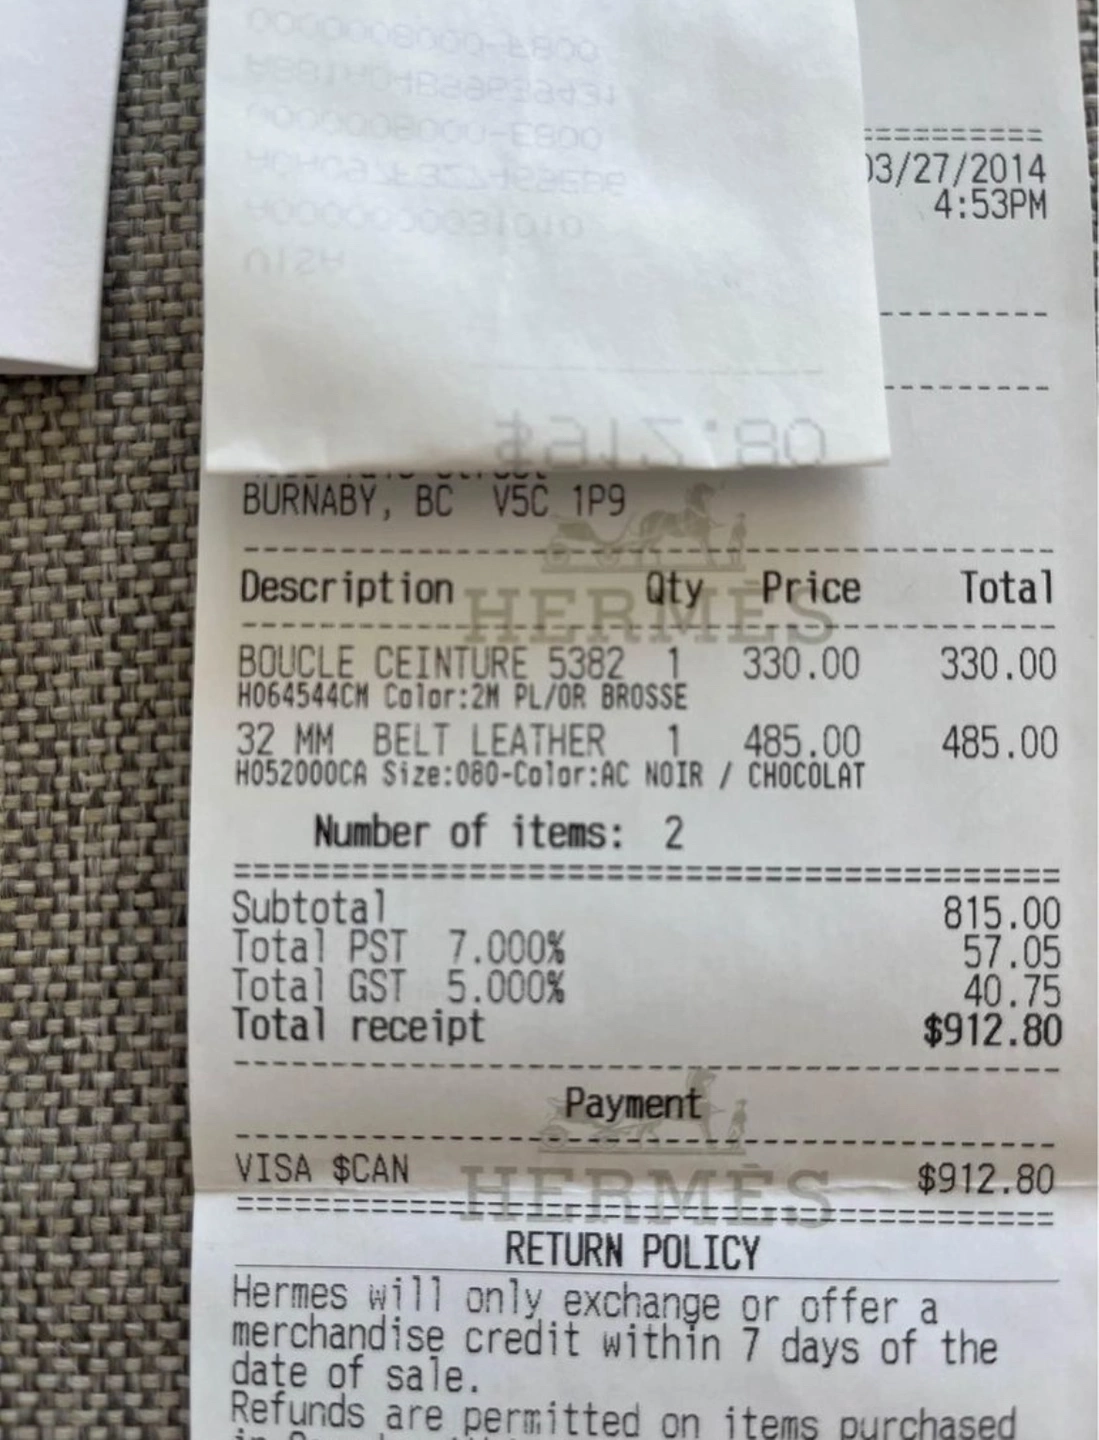 03/27/2014
4:53PM
BURNABY, BC V5C 1P9
HERMÈS
Description Qty Price Total
BOUCLE CEINTURE 5382 1 330.00 330.00
H064544CM Color:2M PL/OR BROSSE
32 MM BELT LEATHER 1 485.00 485.00
H052000CA Size:080-Color:AC NOIR / CHOCOLAT
Number of items: 2
Subtotal 815.00
Total PST 7.000% 57.05
Total GST 5.000% 40.75
Total receipt $912.80
Payment
VISA $CAN $912.80
HERMÈS
RETURN POLICY
Hermes will only exchange or offer a
merchandise credit within 7 days of the
date of sale.
Refunds are permitted on items purchased